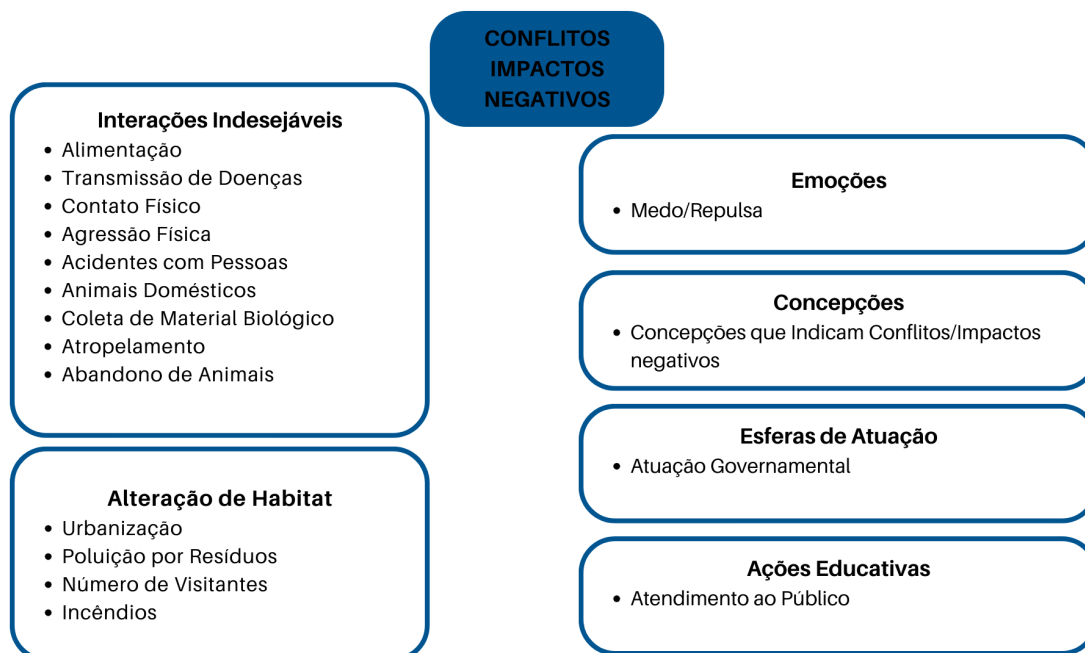 CONFLITOS
IMPACTOS
NEGATIVOS
Interações Indesejáveis
• Alimentação
• Transmissão de Doenças
• Contato Físico
• Agressão Física
• Acidentes com Pessoas
• Animais Domésticos
• Coleta de Material Biológico
• Atropelamento
• Abandono de Animais
Alteração de Habitat
• Urbanização
• Poluição por Resíduos
• Número de Visitantes
• Incêndios
Emoções
• Medo/Repulsa
Concepções
• Concepções que Indicam Conflitos/Impactos
negativos
Esferas de Atuação
• Atuação Governamental
Ações Educativas
• Atendimento ao Público